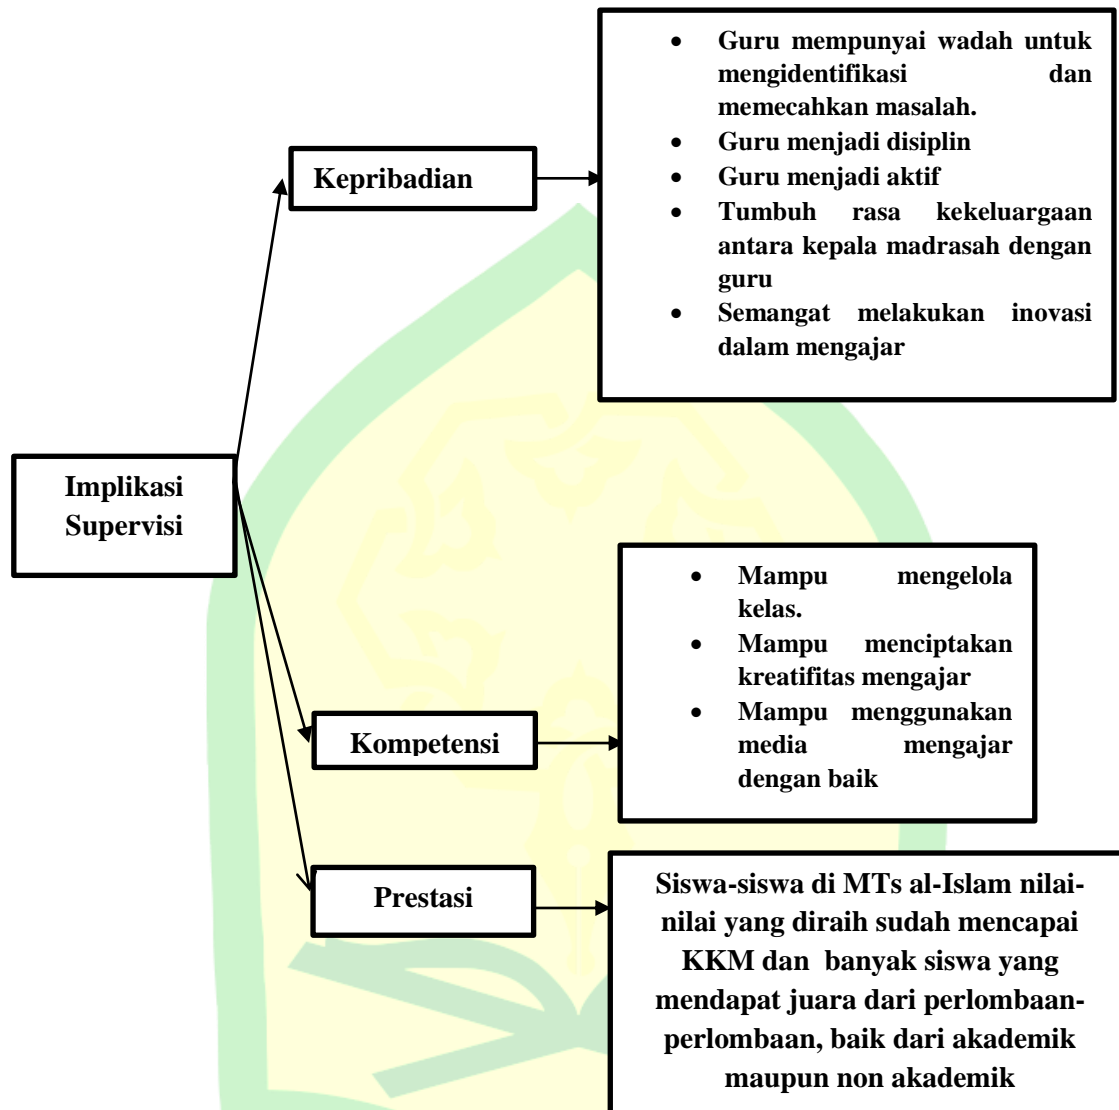 • Guru mempunyai wadah untuk
mengidentifikasi dan
memecahkan masalah.
• Guru menjadi disiplin
• Guru menjadi aktif
• Tumbuh rasa kekeluargaan
antara kepala madrasah dengan
guru
• Semangat melakukan inovasi
dalam mengajar
Kepribadian
Implikasi
Supervisi
• Mampu mengelola
kelas.
• Mampu menciptakan
kreatifitas mengajar
• Mampu menggunakan
media mengajar
dengan baik
Kompetensi
Prestasi
Siswa-siswa di MTs al-Islam nilai-
nilai yang diraih sudah mencapai
KKM dan banyak siswa yang
mendapat juara dari perlombaan-
perlombaan, baik dari akademik
maupun non akademik